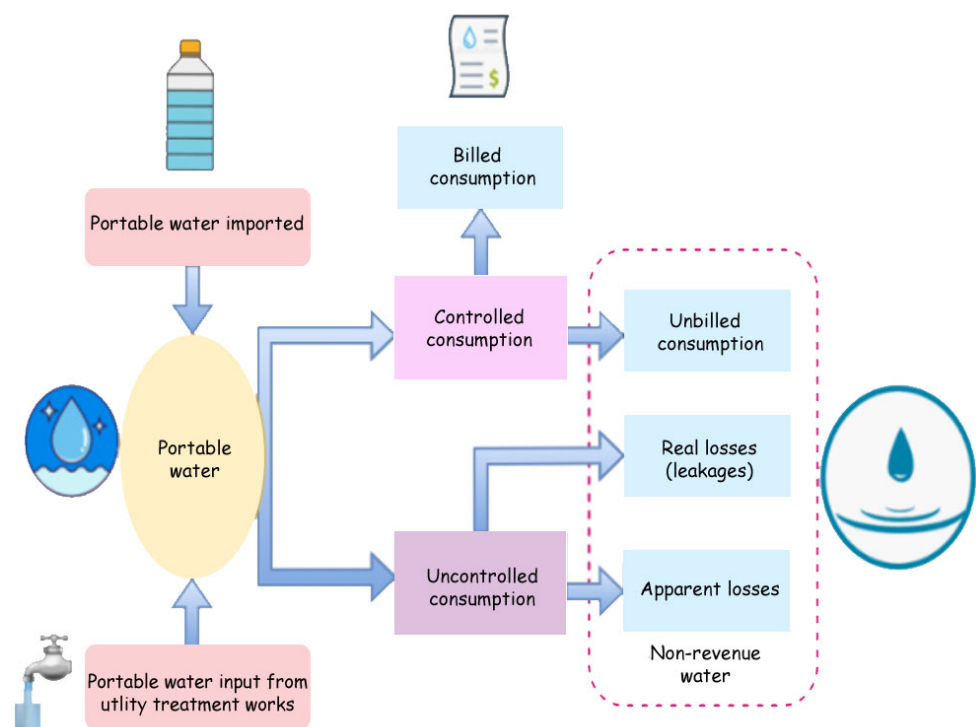 Billed
consumption
Portable water imported
Controlled
consumption
Unbilled
consumption
Portable
water
Real losses
(leakages)
Uncontrolled
consumption
Apparent losses
Non-revenue
water
Portable water input from
utlity treatment works
$